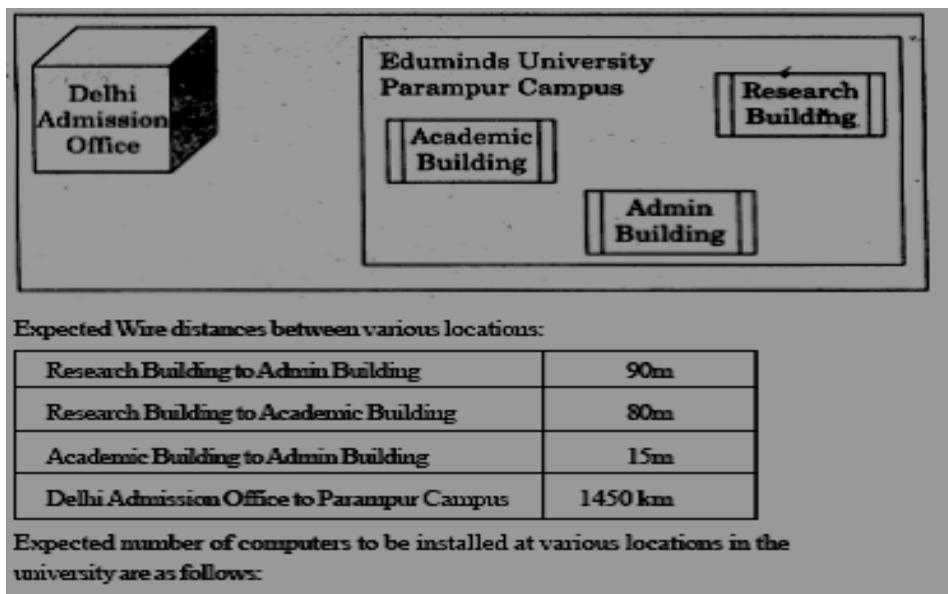 Delhi
Admission
Office
Eduminds University
Parampur Campus
Academic
Building
Research
Building
Admin
Building
Expected Wire distances between various locations:
Research Building to Admin Building 90m
Research Building to Academic Building 80m
Academic Building to Admin Building 15m
Delhi Admission Office to Parampur Campus 1450 km
Expected number of computers to be installed at various locations in the
university are as follows: